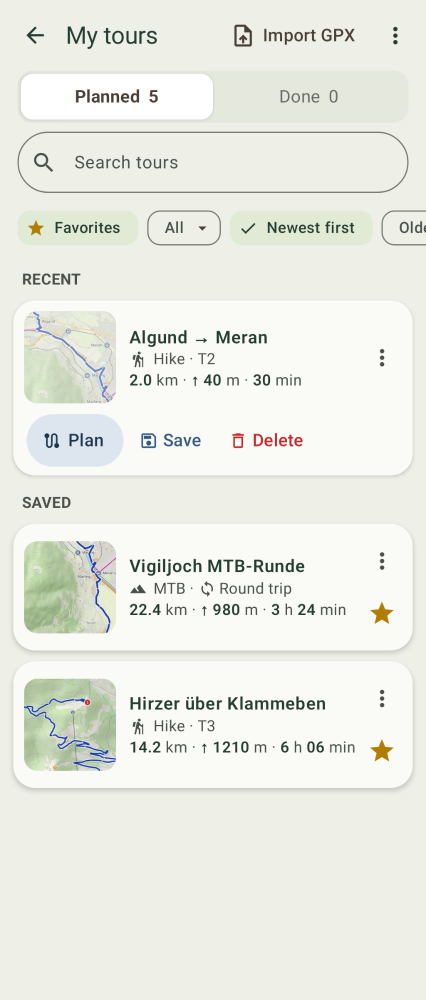 My tours
Import GPX
Planned 5
Done 0
Search tours
Favorites
All
Newest first
RECENT
Algund → Meran
Hike · T2
2.0 km · ↑ 40 m · 30 min
Plan
Save
Delete
SAVED
Vigiljoch MTB-Runde
MTB · Round trip
22.4 km · ↑ 980 m · 3 h 24 min
Hirzer über Klammeben
Hike · T3
14.2 km · ↑ 1210 m · 6 h 06 min